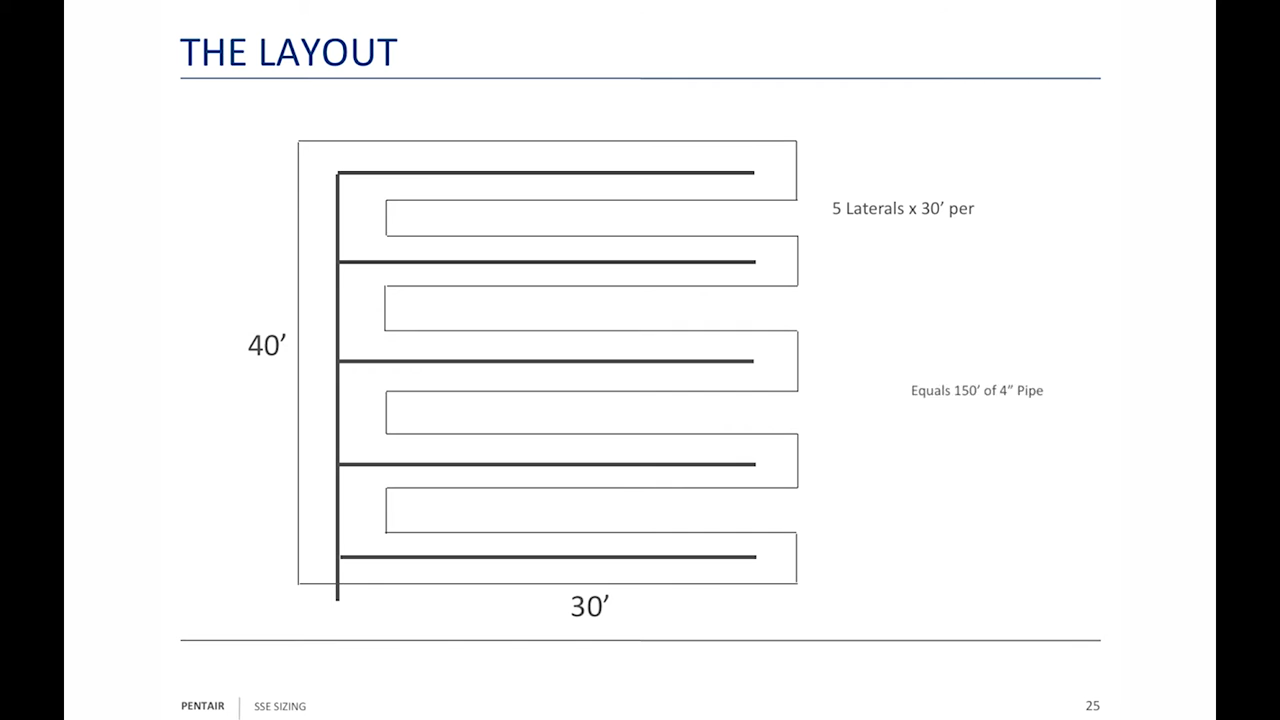 THE LAYOUT
5 Laterals x 30’ per
40’
Equals 150’ of 4” Pipe
30’
PENTAIR
SSE SIZING
25